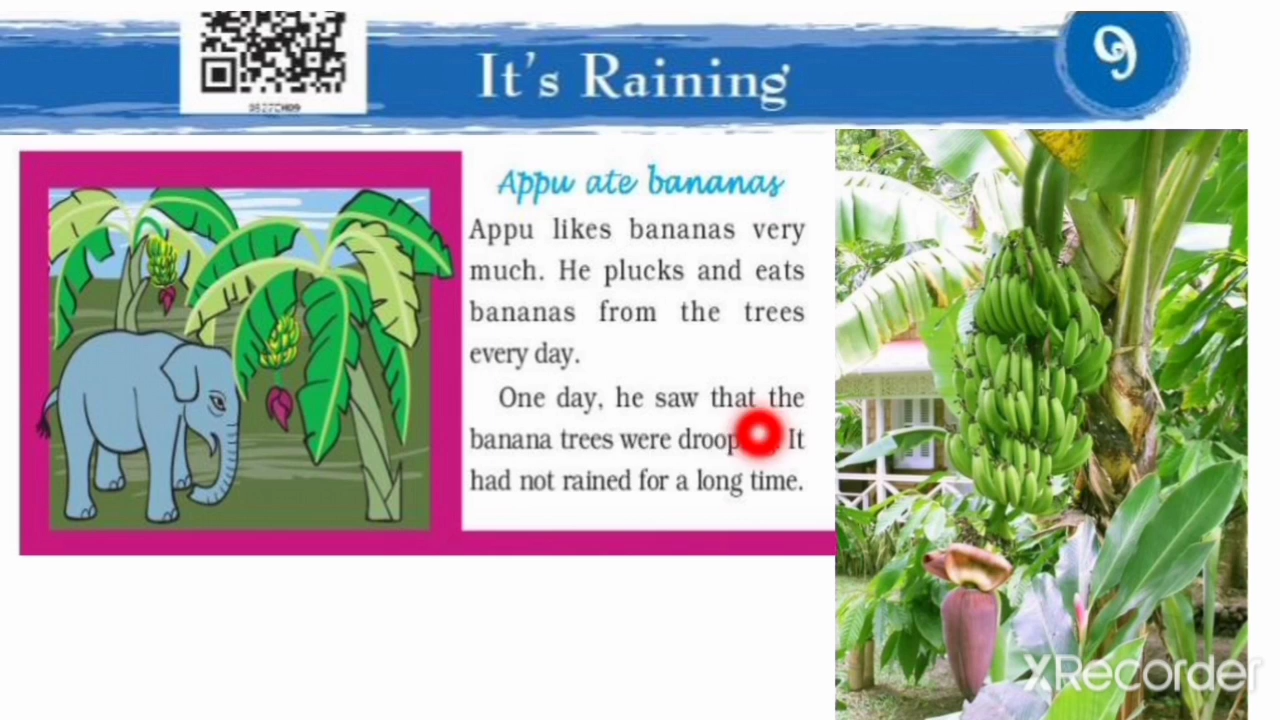 It's Raining
9
Appu ate bananas
Appu likes bananas very
much. He plucks and eats
bananas from the trees
every day.
One day, he saw that the
banana trees were It
had not rained for a long time.
XRecorder